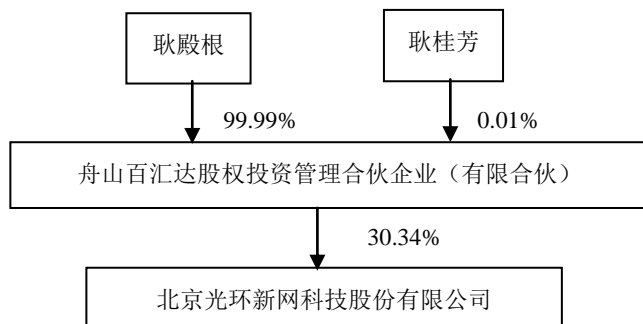 耿殿根
耿桂芳
99.99%
0.01%
舟山百汇达股权投资管理合伙企业（有限合伙）
30.34%
北京光环新网科技股份有限公司